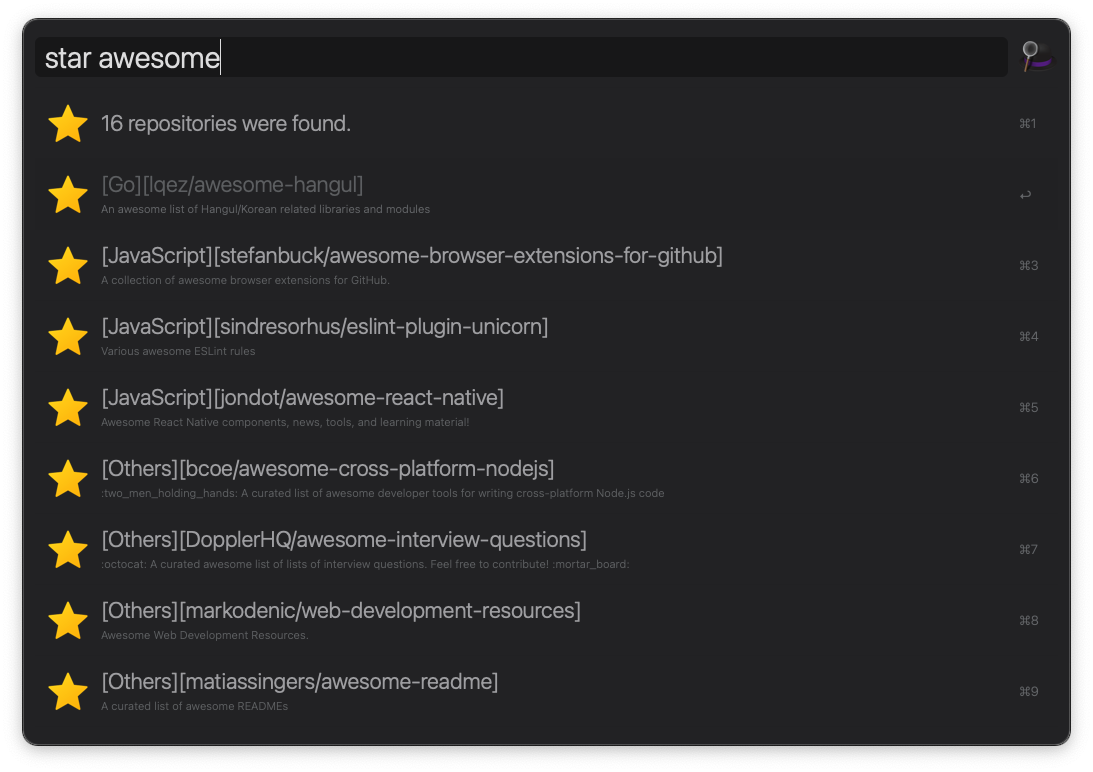 star awesome
16 repositories were found.
⌘1
[Go][lqez/awesome-hangul]
An awesome list of Hangul/Korean related libraries and modules
↩
[JavaScript][stefanbuck/awesome-browser-extensions-for-github]
A collection of awesome browser extensions for GitHub.
⌘3
[JavaScript][sindresorhus/eslint-plugin-unicorn]
Various awesome ESLint rules
⌘4
[JavaScript][jondot/awesome-react-native]
Awesome React Native components, news, tools, and learning material!
⌘5
[Others][bcoe/awesome-cross-platform-nodejs]
:two_men_holding_hands: A curated list of awesome developer tools for writing cross-platform Node.js code
⌘6
[Others][DopplerHQ/awesome-interview-questions]
:octocat: A curated awesome list of lists of interview questions. Feel free to contribute! :mortar_board:
⌘7
[Others][markodenic/web-development-resources]
Awesome Web Development Resources.
⌘8
[Others][matiassingers/awesome-readme]
A curated list of awesome READMEs
⌘9